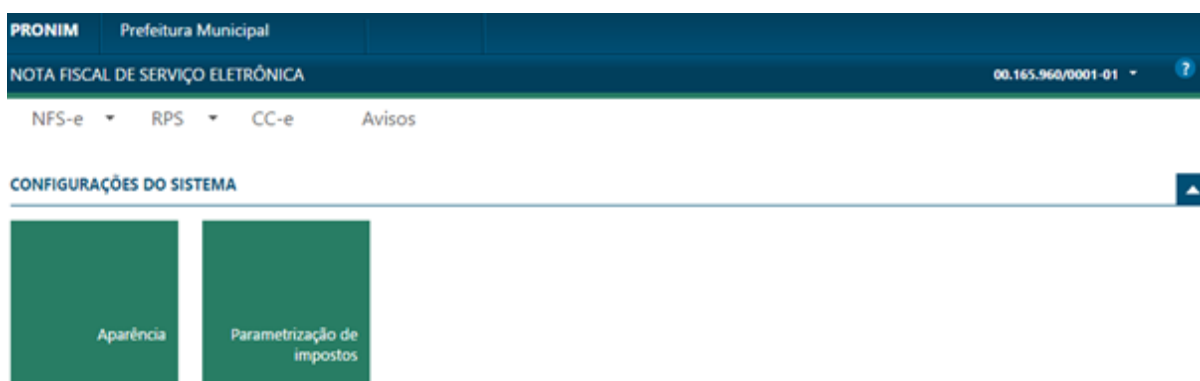 PRONIM Prefeitura Municipal
NOTA FISCAL DE SERVIÇO ELETRÔNICA 00.165.960/0001-01 ?
NFS-e RPS CC-e Avisos
CONFIGURAÇÕES DO SISTEMA
Aparência
Parametrização de
impostos